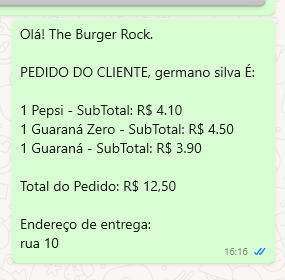 Olá! The Burger Rock.
PEDIDO DO CLIENTE, germano silva É:
1 Pepsi - SubTotal: R$ 4.10
1 Guaraná Zero - SubTotal: R$ 4.50
1 Guaraná - SubTotal: R$ 3.90
Total do Pedido: R$ 12,50
Endereço de entrega:
rua 10
16:16